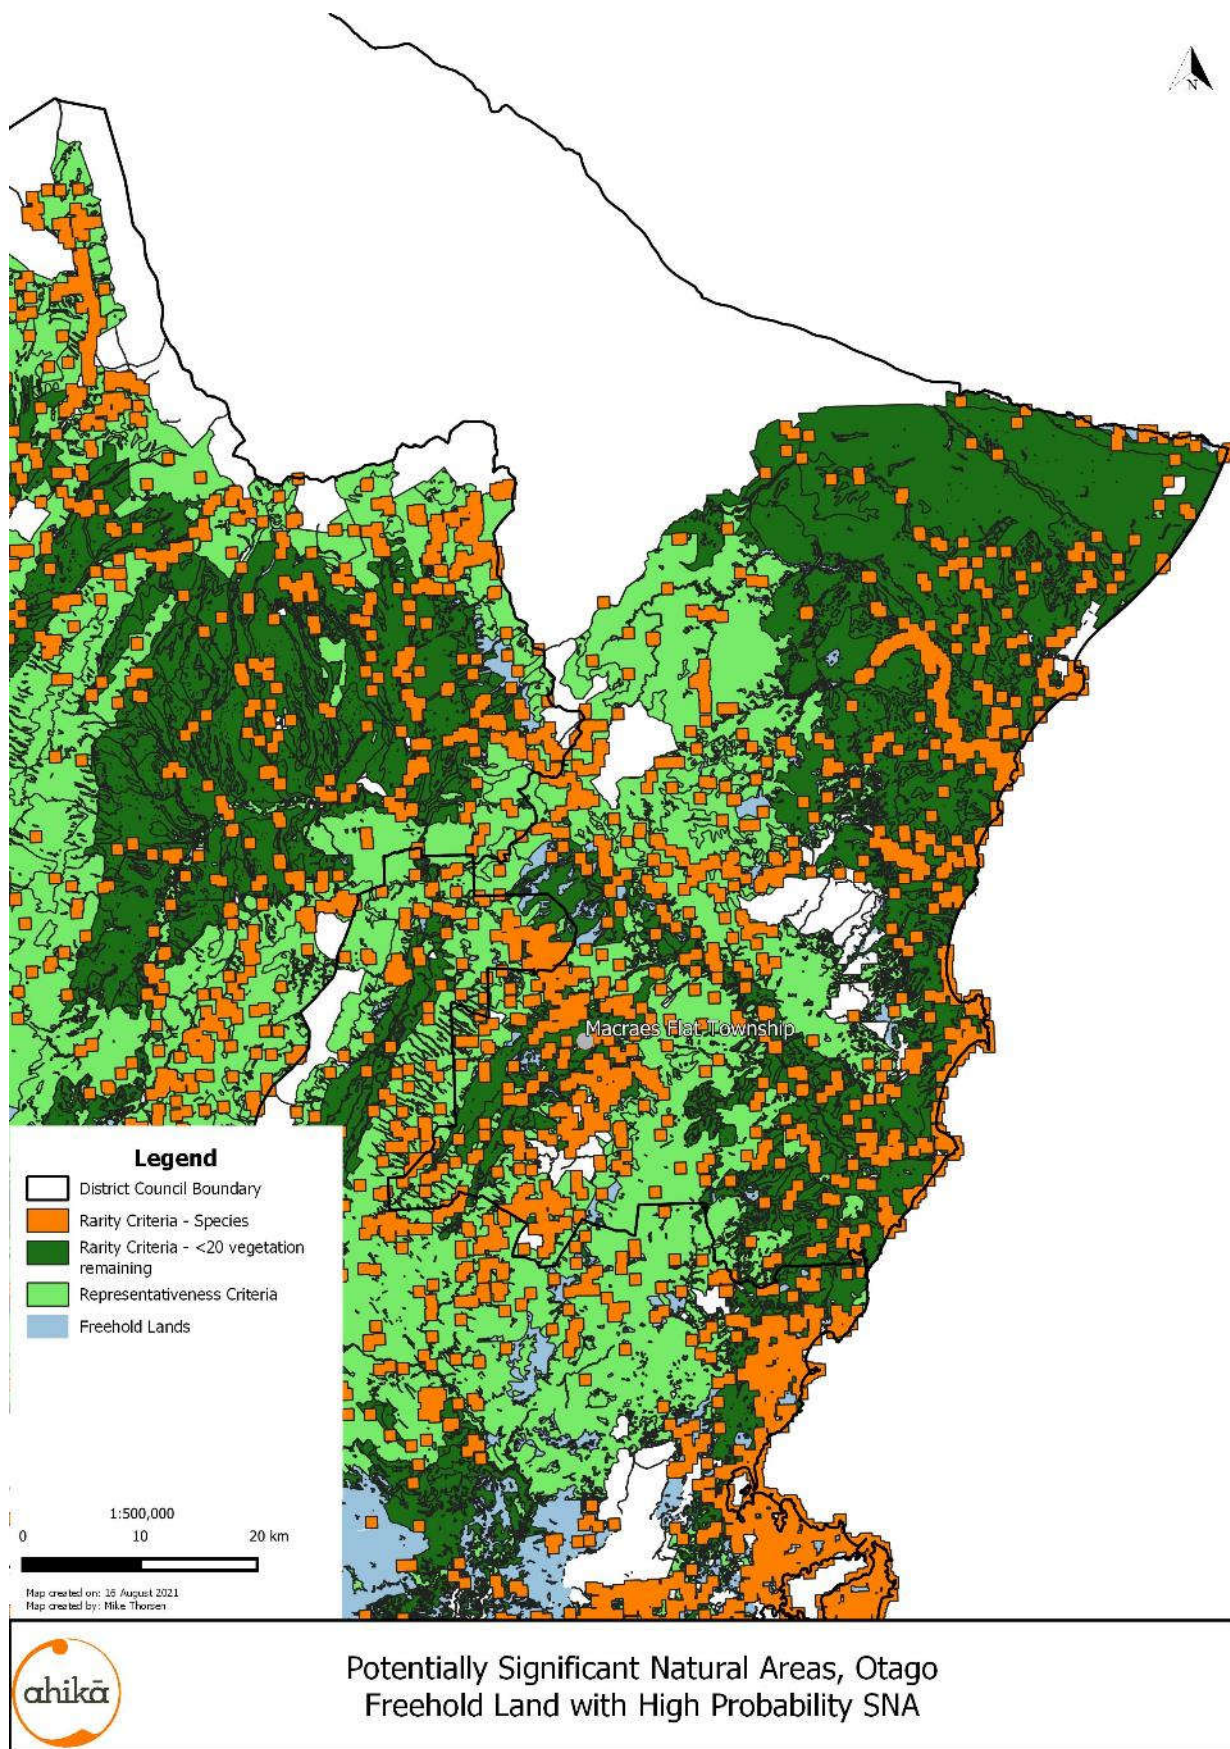 N
Macraes Flat Township
Legend
District Council Boundary
Rarity Criteria - Species
Rarity Criteria - <20 vegetation
remaining
Representativeness Criteria
Freehold Lands
1:500,000
0 10 20 km
Map created on: 16 August 2021
Map created by: Mike Thorsen
ahikā
Potentially Significant Natural Areas, Otago
Freehold Land with High Probability SNA